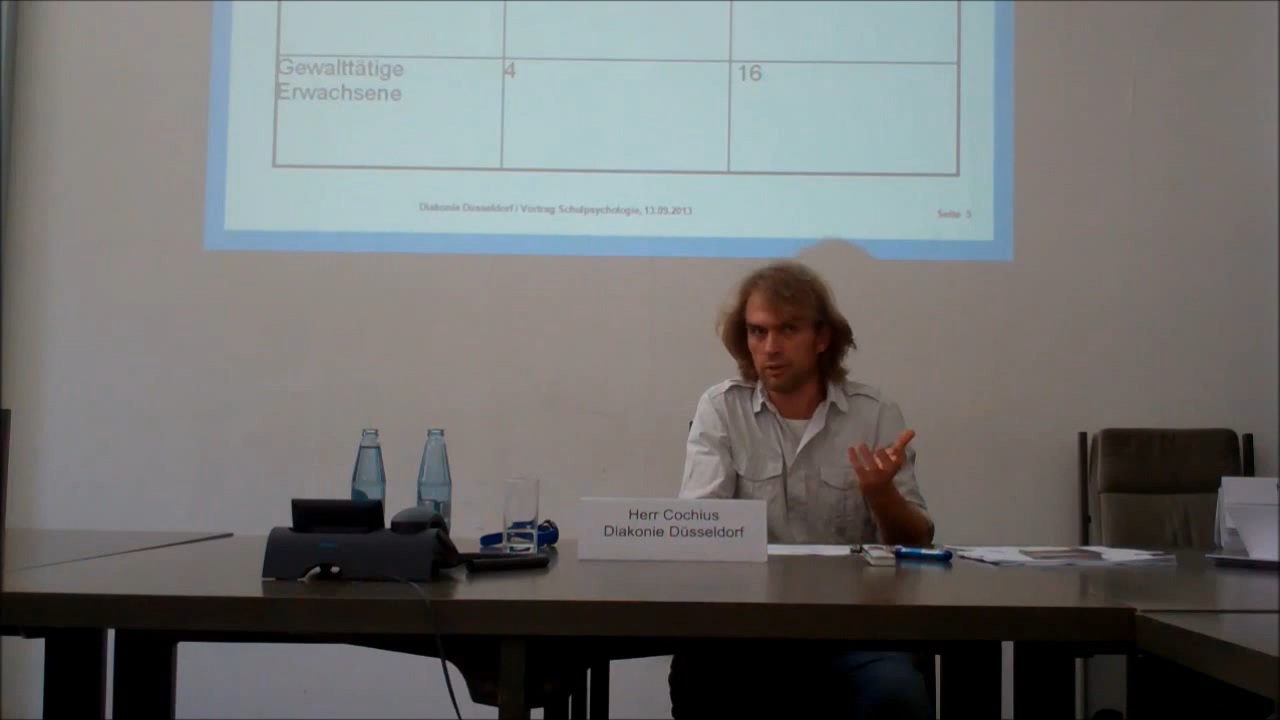 Gewalttätige
Erwachsene
4
16
Diakonie Düsseldorf / Vortrag Schulpsychologie, 13.09.2013
Seite 3
Herr Cochius
Diakonie Düsseldorf